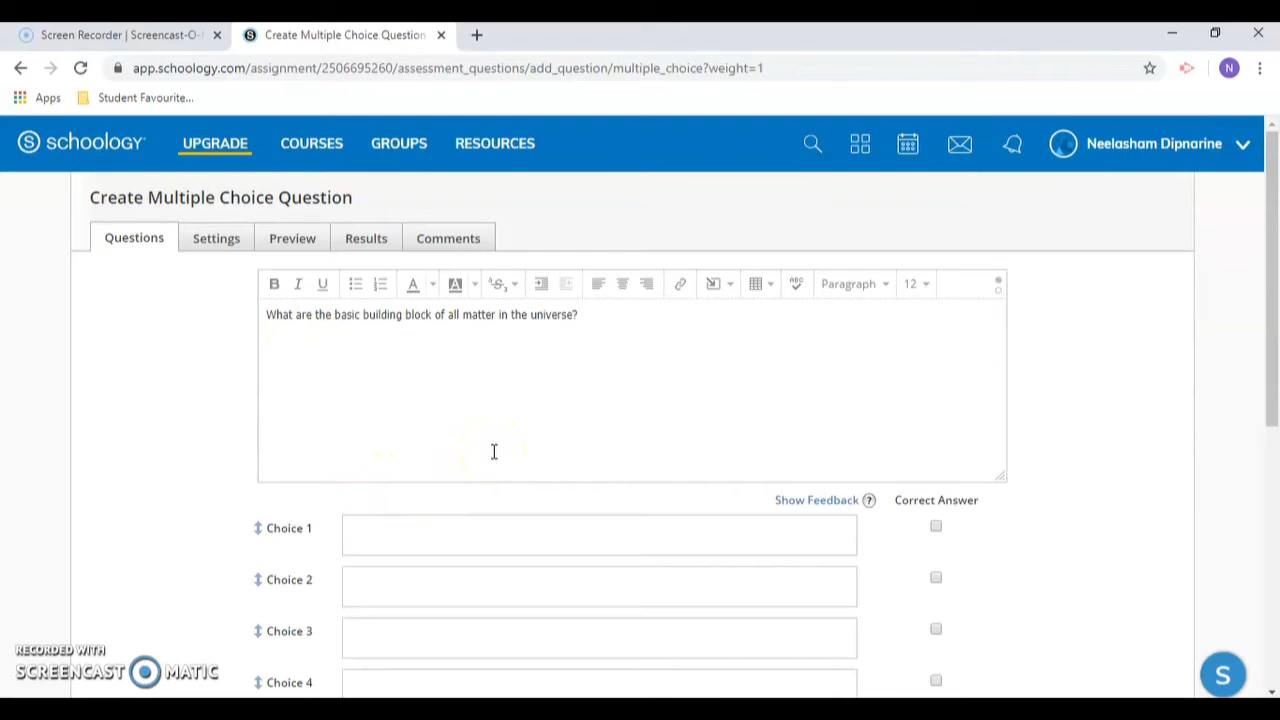 Screen Recorder | Screencast-O-
Create Multiple Choice Question
app.schoology.com/assignment/2506695260/assessment_questions/add_question/multiple_choice?weight=1
N
Apps
Student Favourite...
S schoology
UPGRADE
COURSES
GROUPS
RESOURCES
Neelasham Dipnarine
Create Multiple Choice Question
Questions
Settings
Preview
Results
Comments
B I U
A
A
S
ABC
Paragraph
12
What are the basic building block of all matter in the universe?
Show Feedback ?
Correct Answer
Choice 1
Choice 2
Choice 3
Choice 4
RECORDED WITH
SCREENCAST MATIC
S